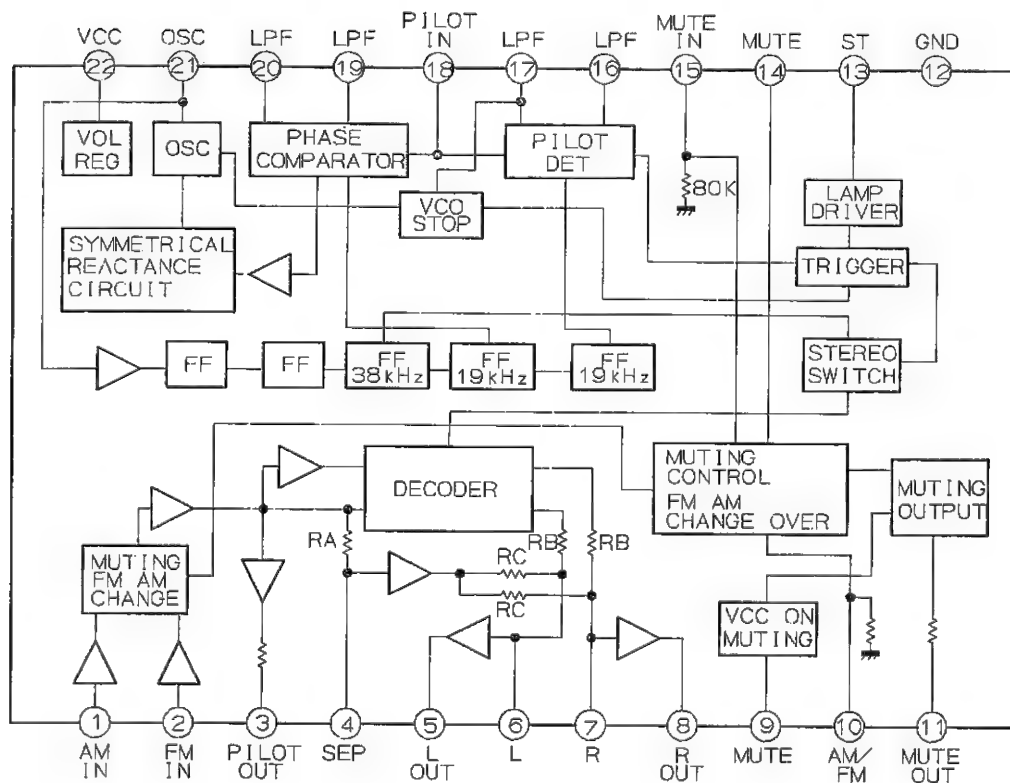 VCC
OSC
LPF
LPF
PILOT
IN
LPF
LPF
MUTE
IN
MUTE
ST
GND
22
21
20
19
18
17
16
15
14
13
12
VOL
REG
OSC
PHASE
COMPARATOR
PILOT
DET
80K
LAMP
DRIVER
VCO
STOP
SYMMETRICAL
REACTANCE
CIRCUIT
TRIGGER
FF
FF
FF
38kHz
FF
19kHz
FF
19kHz
STEREO
SWITCH
DECODER
MUTING
CONTROL
FM AM
CHANGE OVER
MUTING
OUTPUT
RA
RB
RB
RC
RC
MUTING
FM AM
CHANGE
VCC ON
MUTING
1
2
3
4
5
6
7
8
9
10
11
AM
IN
FM
IN
PILOT
OUT
SEP
L
OUT
L
R
R
OUT
MUTE
AM/
FM
MUTE
OUT